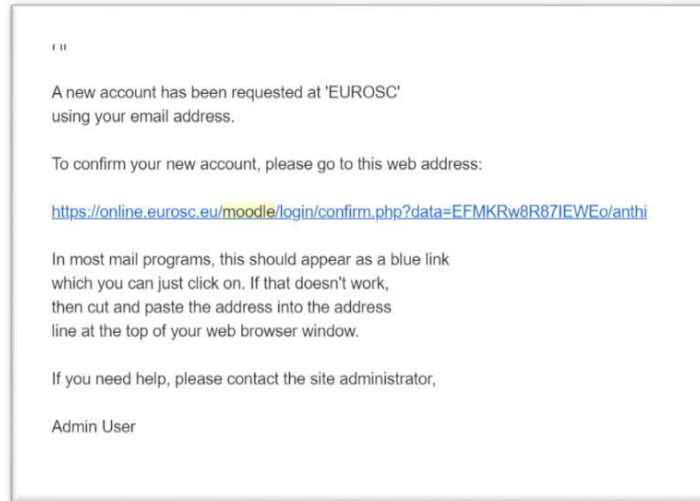 A new account has been requested at 'EUROSC'
using your email address.
To confirm your new account, please go to this web address:
https://online.eurosc.eu/moodle/login/confirm.php?data=EFMKRw8R87IEWEo/anthi
In most mail programs, this should appear as a blue link
which you can just click on. If that doesn't work,
then cut and paste the address into the address
line at the top of your web browser window.
If you need help, please contact the site administrator,
Admin User